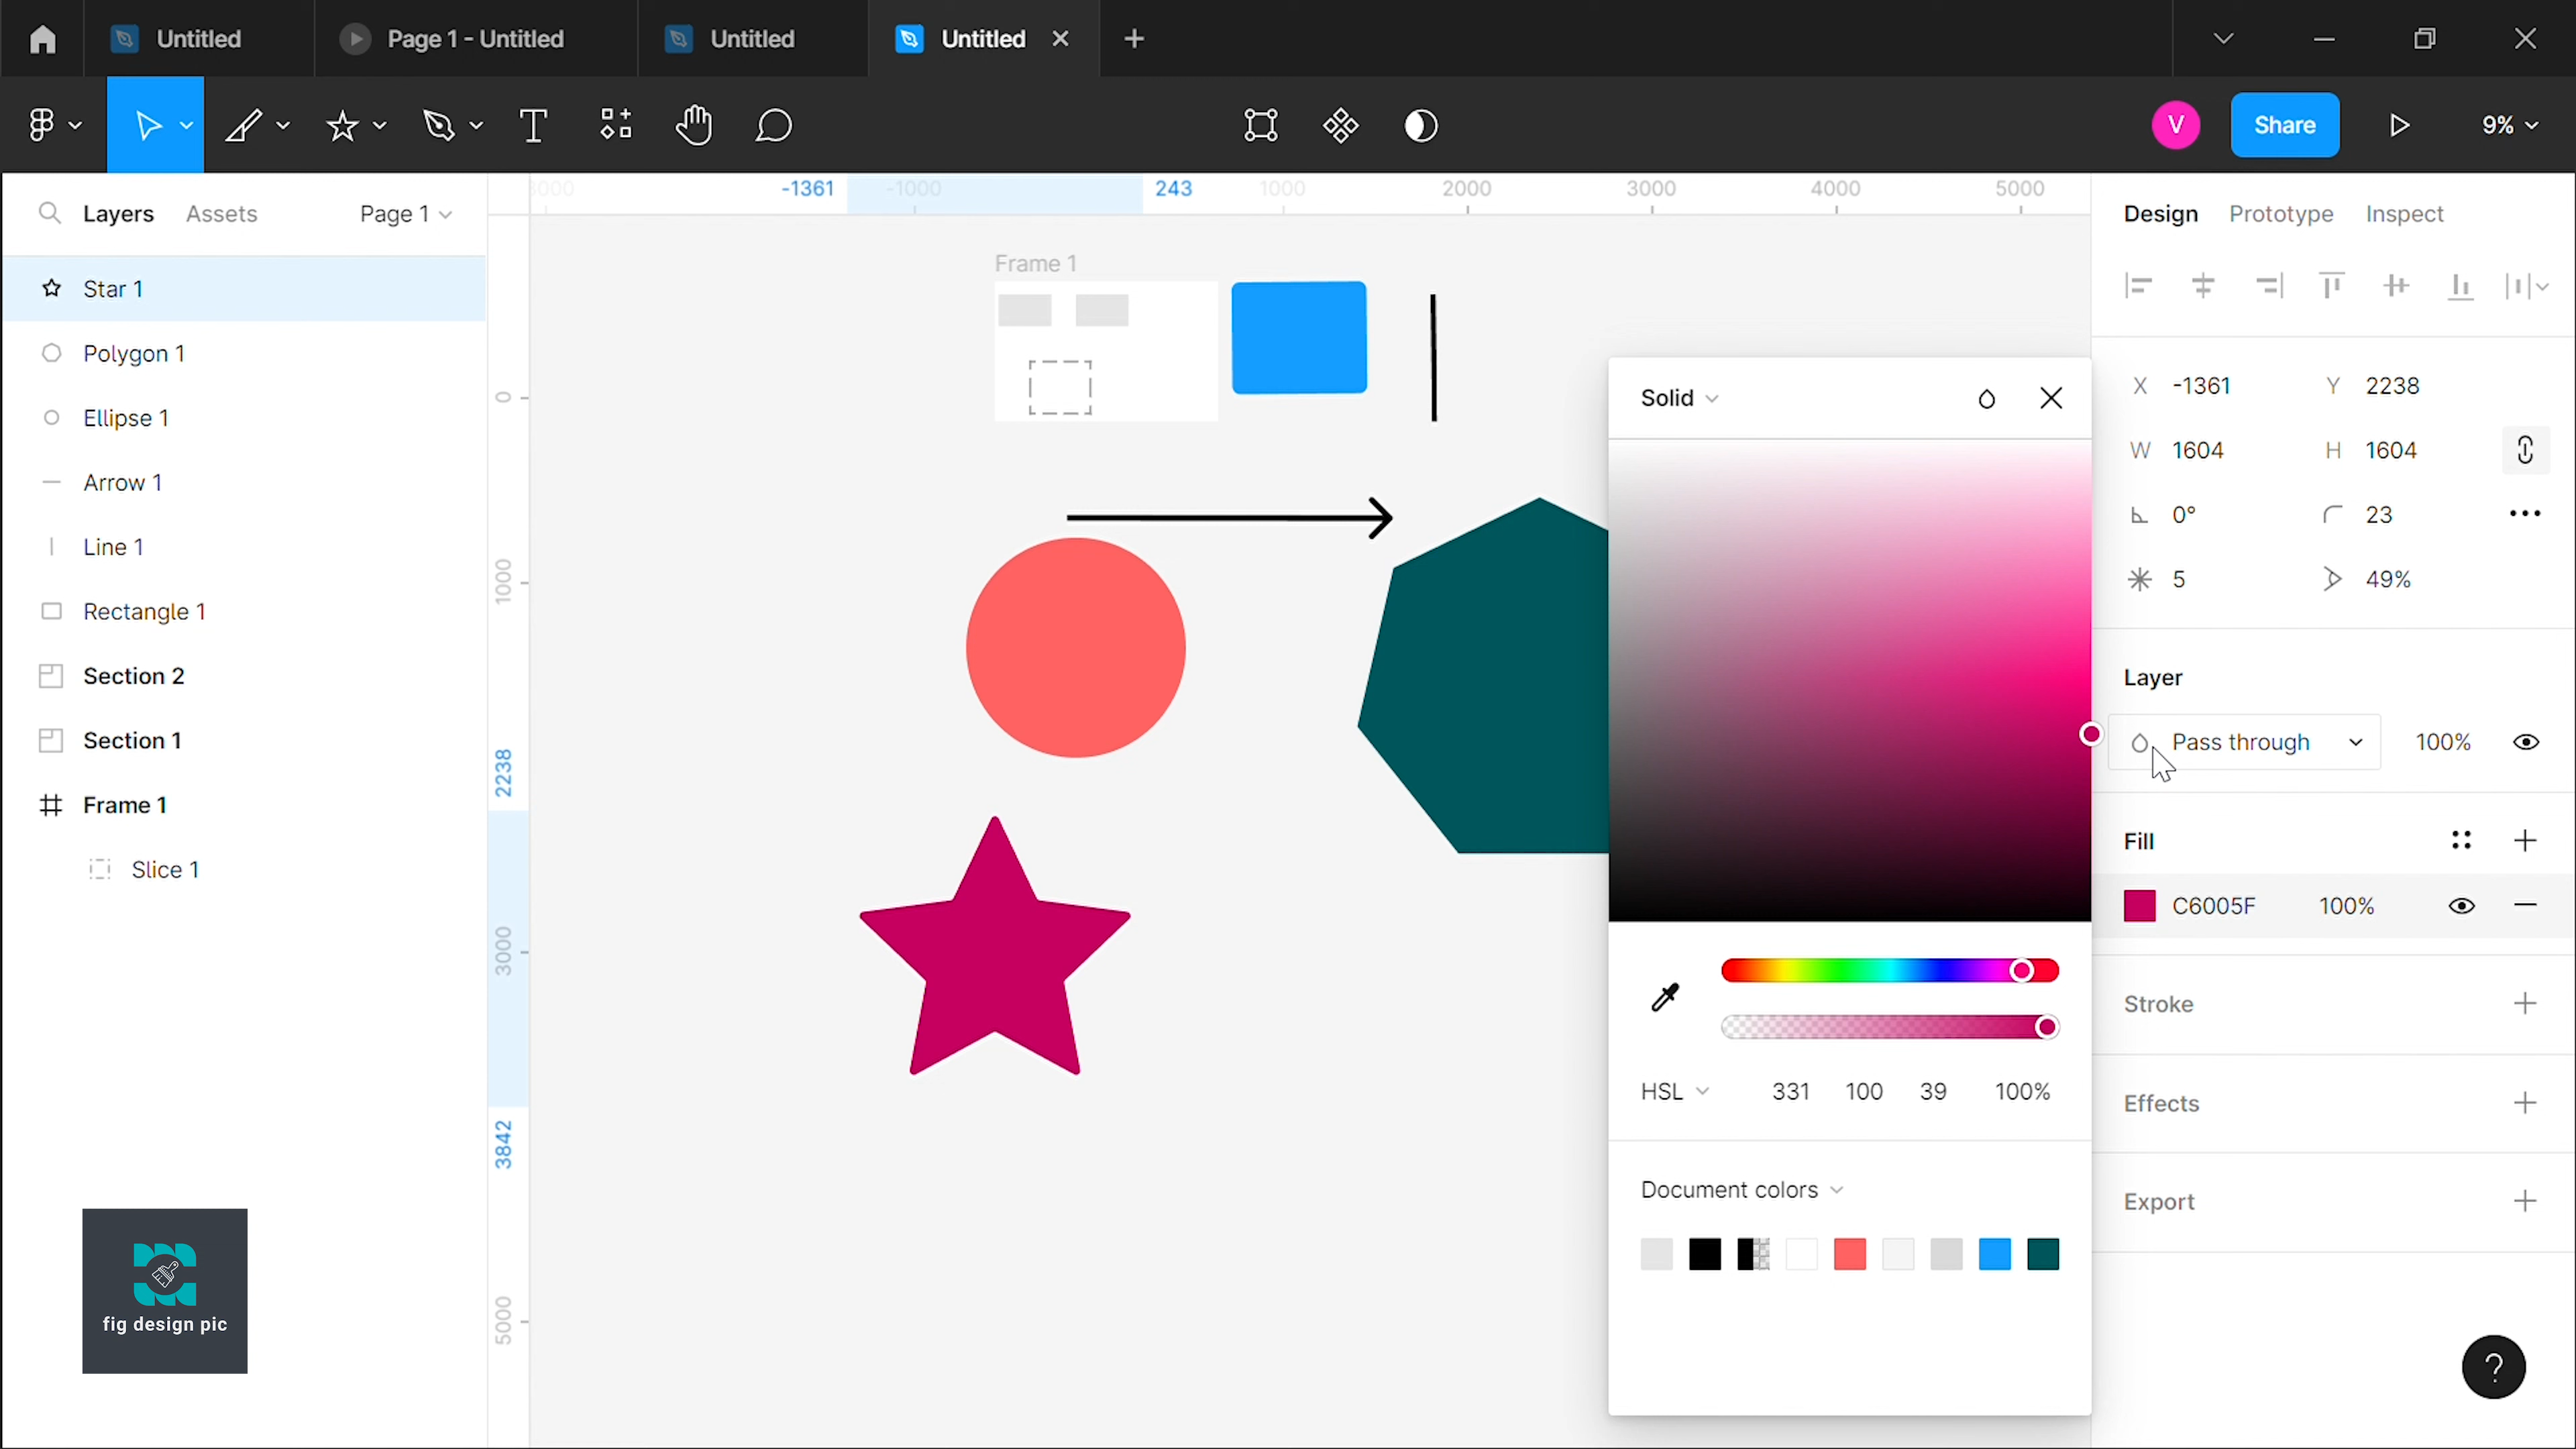 Untitled
Page 1 - Untitled
Untitled
Untitled
V
Share
9%
Layers
Assets
Page 1
Star 1
Polygon 1
Ellipse 1
Arrow 1
Line 1
Rectangle 1
Section 2
Section 1
Frame 1
Slice 1
fig design pic
-1361
-1000
243
1000
2000
3000
4000
5000
0
1000
2238
3000
3842
5000
Frame 1
Solid
HSL
331
100
39
100%
Document colors
Design
Prototype
Inspect
X -1361
Y 2238
W 1604
H 1604
0°
23
5
49%
Layer
Pass through
100%
Fill
C6005F
100%
Stroke
Effects
Export
?